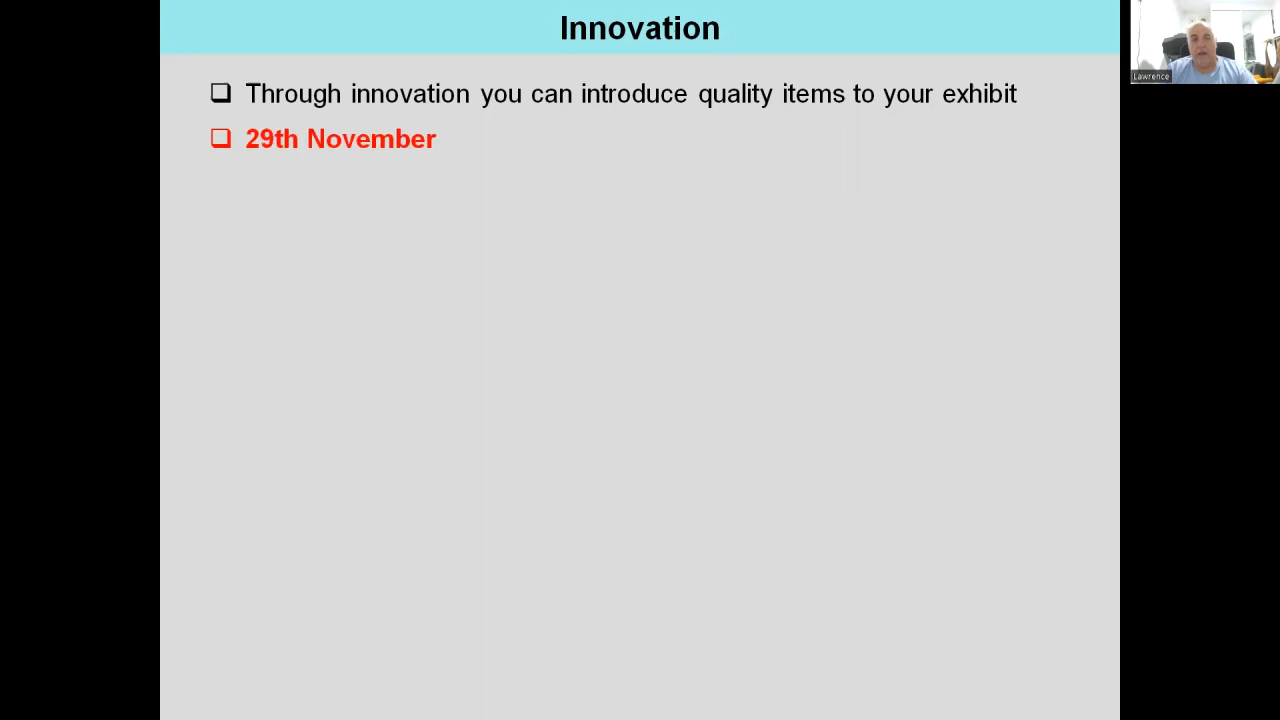 Innovation
Through innovation you can introduce quality items to your exhibit
29th November
Lawrence